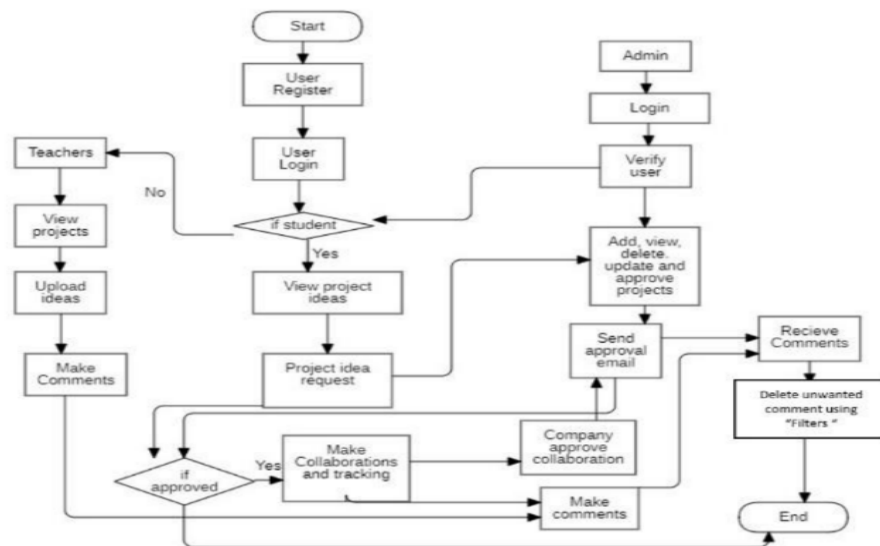 Start
User
Register
User
Login
if student
No
Yes
Teachers
View
projects
Upload
ideas
Make
Comments
View project
ideas
Project idea
request
Admin
Login
Verify
user
Add, view,
delete.
update and
approve
projects
Send
approval
email
Recieve
Comments
Delete unwanted
comment using
"Filters "
if
approved
Yes
Make
Collaborations
and tracking
Company
approve
collaboration
Make
comments
End